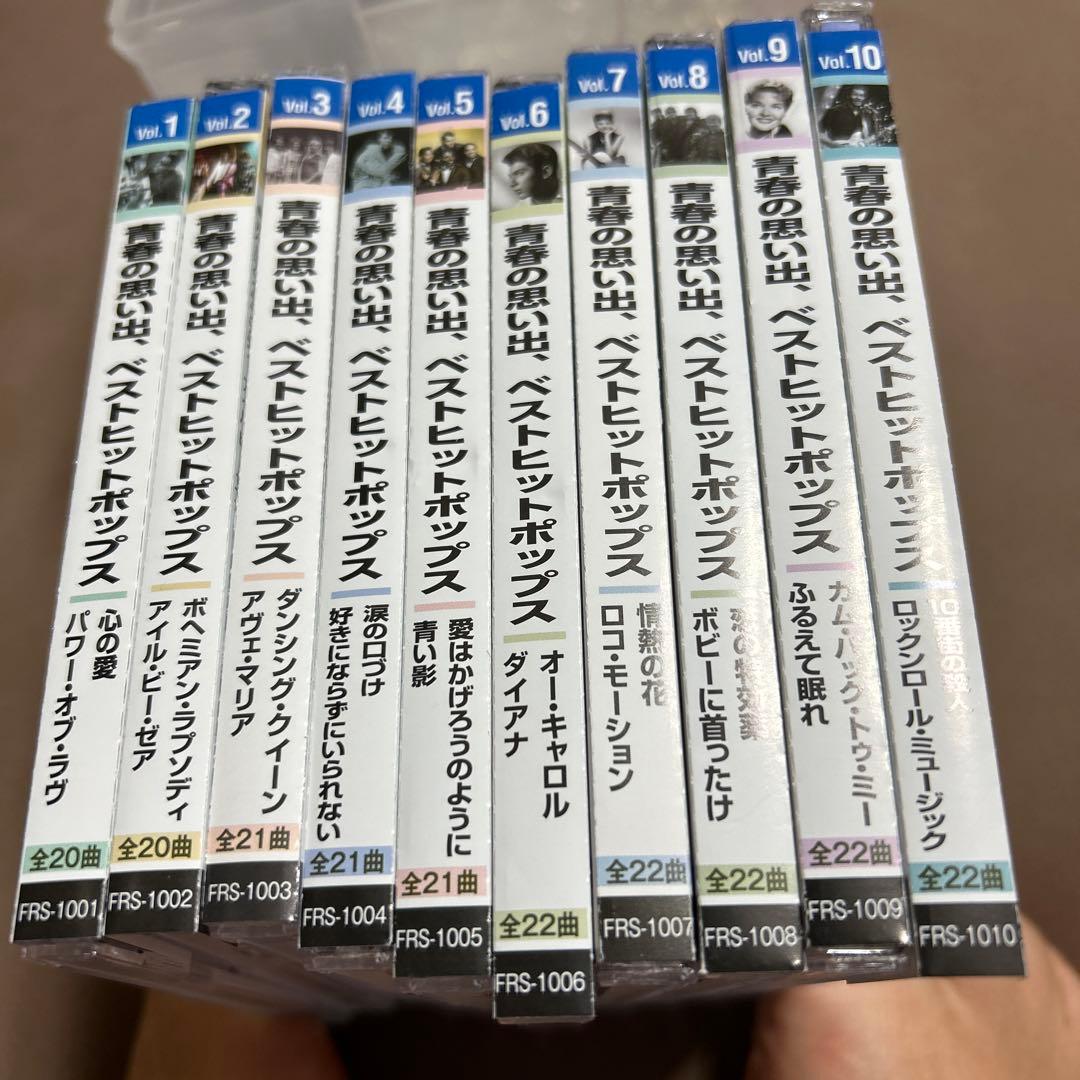 Vol.1
青春の思い出、ベストヒットポップス
心の愛
パワー・オブ・ラヴ
全20曲
FRS-1001
Vol.2
青春の思い出、ベストヒットポップス
ボヘミアン・ラプソディ
アイル・ビー・ゼア
全20曲
FRS-1002
Vol.3
青春の思い出、ベストヒットポップス
ダンシング・クイーン
アヴェ・マリア
全21曲
FRS-1003
Vol.4
青春の思い出、ベストヒットポップス
涙の口づけ
好きにならずにいられない
全21曲
FRS-1004
Vol.5
青春の思い出、ベストヒットポップス
愛はかげろうのように
青い影
全21曲
FRS-1005
Vol.6
青春の思い出、ベストヒットポップス
オー・キャロル
ダイアナ
全22曲
FRS-1006
Vol.7
青春の思い出、ベストヒットポップス
情熱の花
ロコ・モーション
全22曲
FRS-1007
Vol.8
青春の思い出、ベストヒットポップス
恋の特効薬
ボビーに首ったけ
全22曲
FRS-1008
Vol.9
青春の思い出、ベストヒットポップス
カム・バック・トゥ・ミー
ふるえて眠れ
全22曲
FRS-1009
Vol.10
青春の思い出、ベストヒットポップス
10番街の殺人
ロックンロール・ミュージック
全22曲
FRS-1010